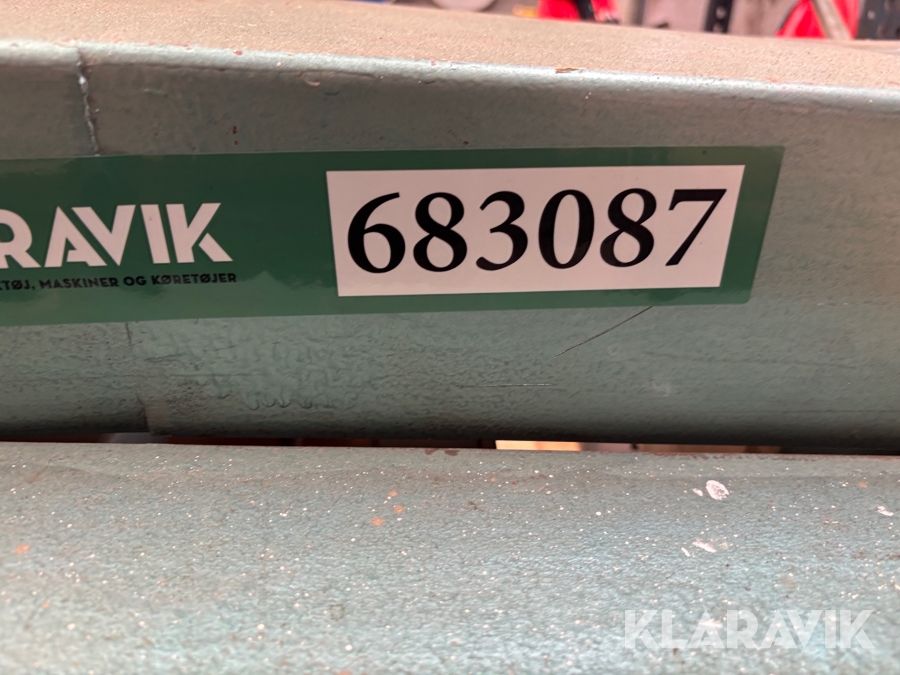 RAVIK
683087
KTØJ, MASKINER OG KØRETØJER
KLARAVIK